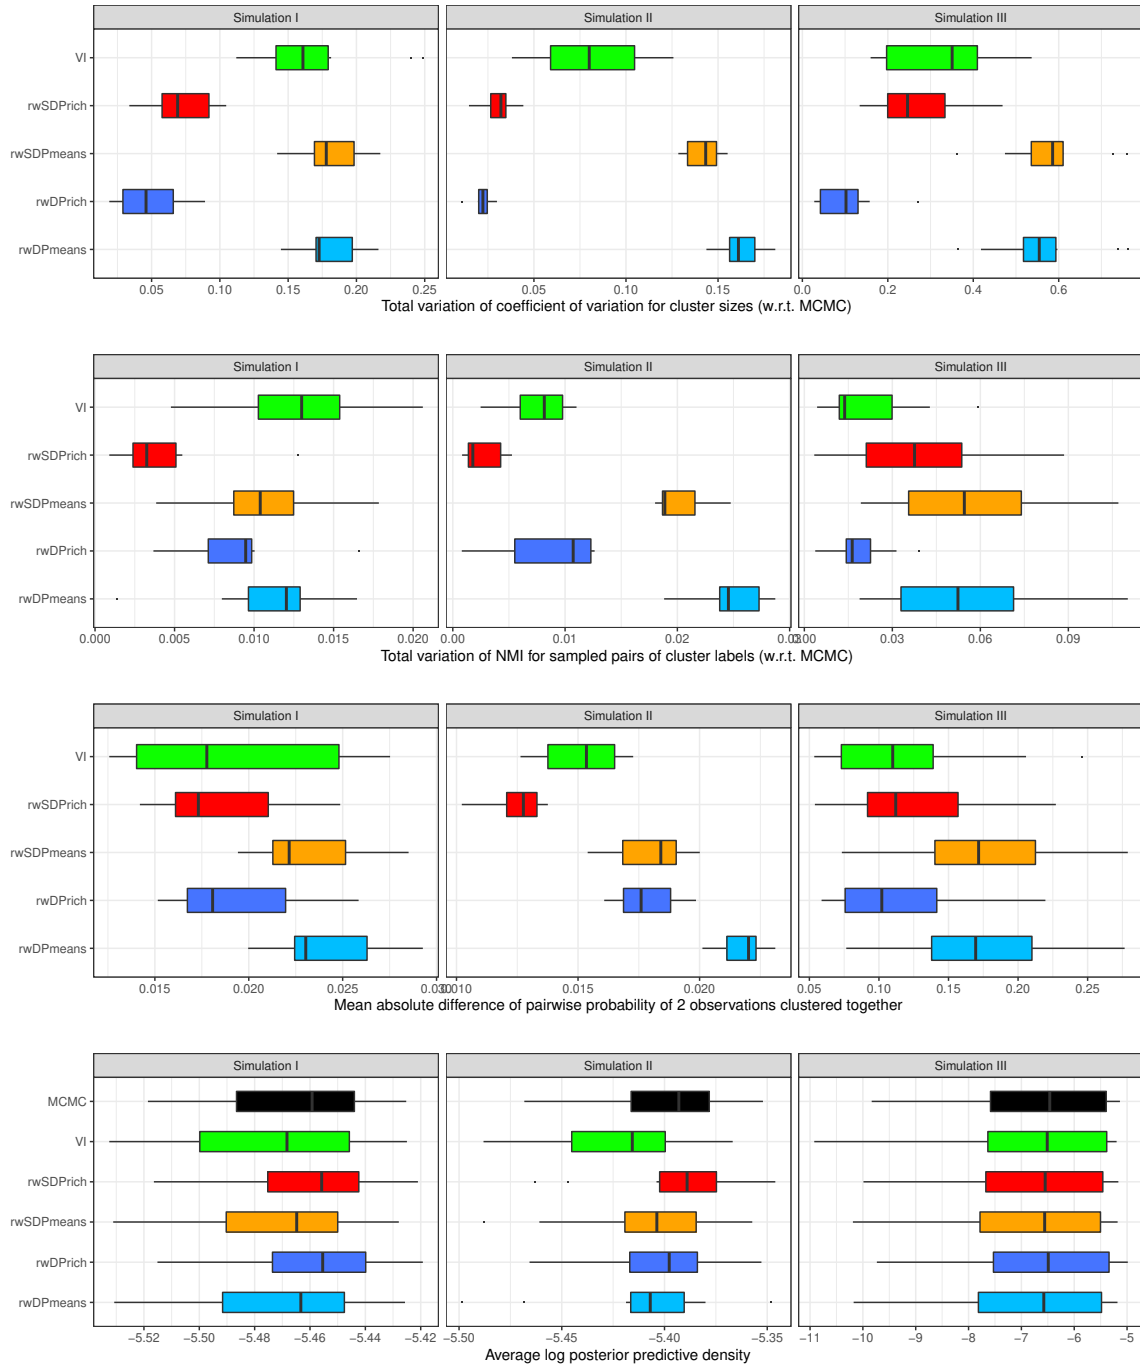 Simulation I Simulation II Simulation III
VI
rwSDPrich
rwSDPmeans
rwDPrich
rwDPmeans
0.05 0.10 0.15 0.20 0.25 0.05 0.10 0.15 0.0 0.2 0.4 0.6
Total variation of coefficient of variation for cluster sizes (w.r.t. MCMC)
Simulation I Simulation II Simulation III
VI
rwSDPrich
rwSDPmeans
rwDPrich
rwDPmeans
0.000 0.005 0.010 0.015 0.020 0.00 0.01 0.02 0.03 0.00 0.03 0.06 0.09
Total variation of NMI for sampled pairs of cluster labels (w.r.t. MCMC)
Simulation I Simulation II Simulation III
VI
rwSDPrich
rwSDPmeans
rwDPrich
rwDPmeans
0.015 0.020 0.025 0.030 0.010 0.015 0.020 0.05 0.10 0.15 0.20 0.25
Mean absolute difference of pairwise probability of 2 observations clustered together
Simulation I Simulation II Simulation III
MCMC
VI
rwSDPrich
rwSDPmeans
rwDPrich
rwDPmeans
−5.52 −5.50 −5.48 −5.46 −5.44 −5.42 −5.50 −5.45 −5.40 −5.35 −11 −10 −9 −8 −7 −6 −5
Average log posterior predictive density